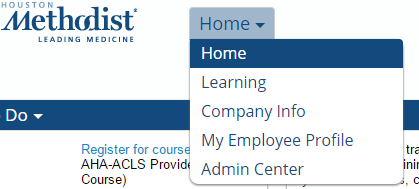 HOUSTON
Methodist
LEADING MEDICINE
Home
Home
Learning
Company Info
My Employee Profile
Admin Center
Do
Register for course
AHA-ACLS Provide
Course)